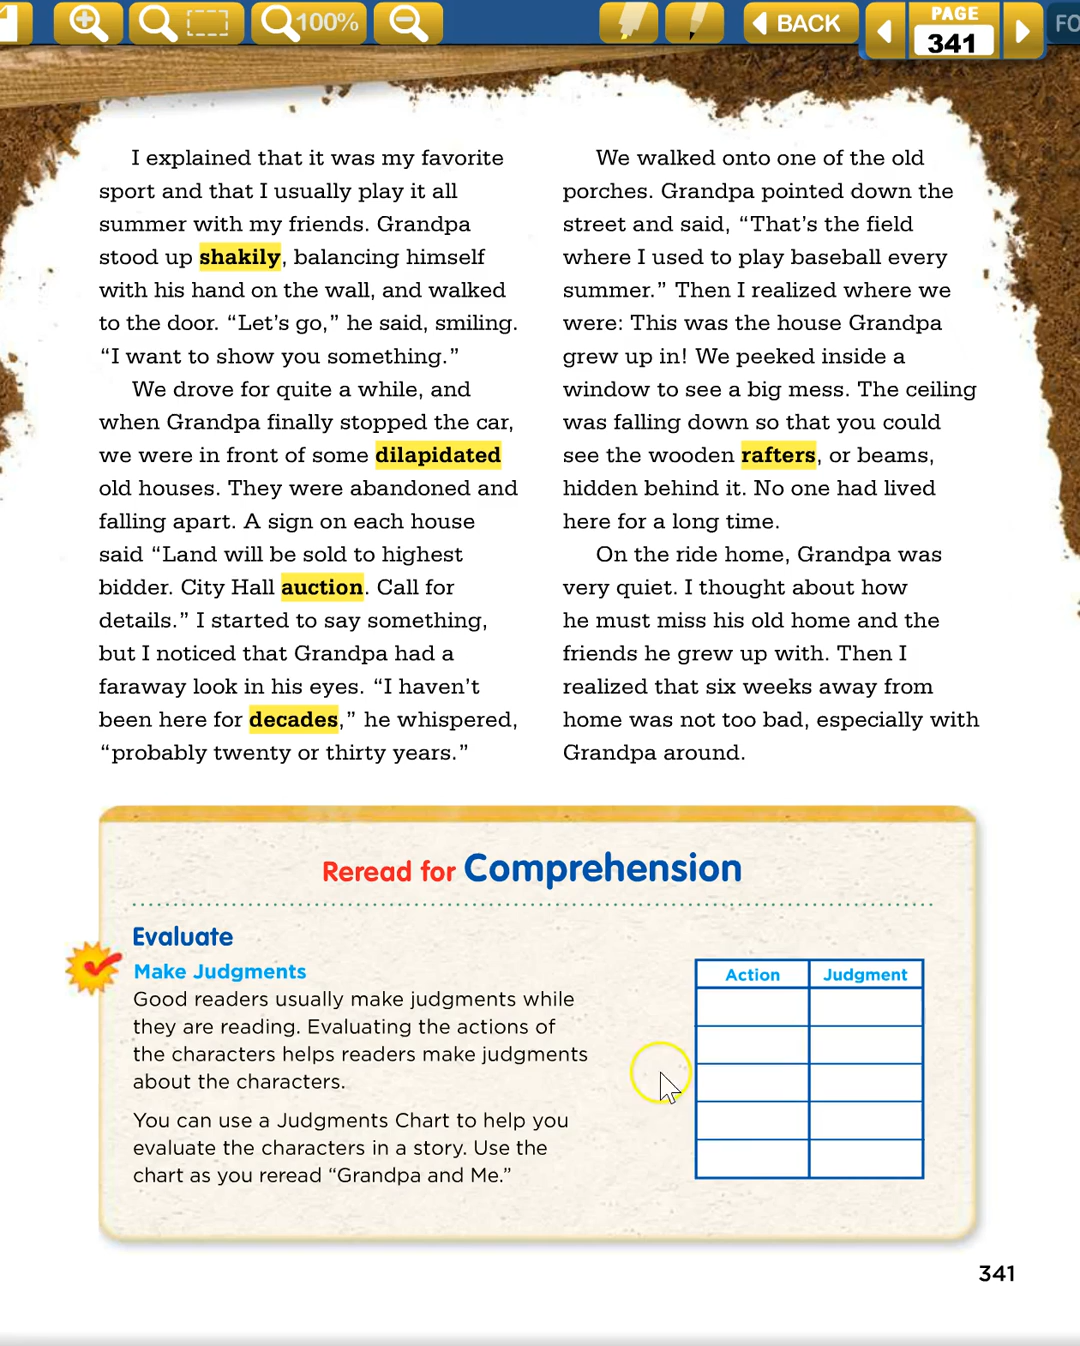 100%
BACK
PAGE
341
FO
I explained that it was my favorite
sport and that I usually play it all
summer with my friends. Grandpa
stood up shakily, balancing himself
with his hand on the wall, and walked
to the door. “Let’s go,” he said, smiling.
“I want to show you something.”
We drove for quite a while, and
when Grandpa finally stopped the car,
we were in front of some dilapidated
old houses. They were abandoned and
falling apart. A sign on each house
said “Land will be sold to highest
bidder. City Hall auction. Call for
details.” I started to say something,
but I noticed that Grandpa had a
faraway look in his eyes. “I haven’t
been here for decades,” he whispered,
“probably twenty or thirty years.”
We walked onto one of the old
porches. Grandpa pointed down the
street and said, “That’s the field
where I used to play baseball every
summer.” Then I realized where we
were: This was the house Grandpa
grew up in! We peeked inside a
window to see a big mess. The ceiling
was falling down so that you could
see the wooden rafters, or beams,
hidden behind it. No one had lived
here for a long time.
On the ride home, Grandpa was
very quiet. I thought about how
he must miss his old home and the
friends he grew up with. Then I
realized that six weeks away from
home was not too bad, especially with
Grandpa around.
Reread for Comprehension
Evaluate
Make Judgments
Good readers usually make judgments while
they are reading. Evaluating the actions of
the characters helps readers make judgments
about the characters.
You can use a Judgments Chart to help you
evaluate the characters in a story. Use the
chart as you reread “Grandpa and Me.”
Action Judgment
341